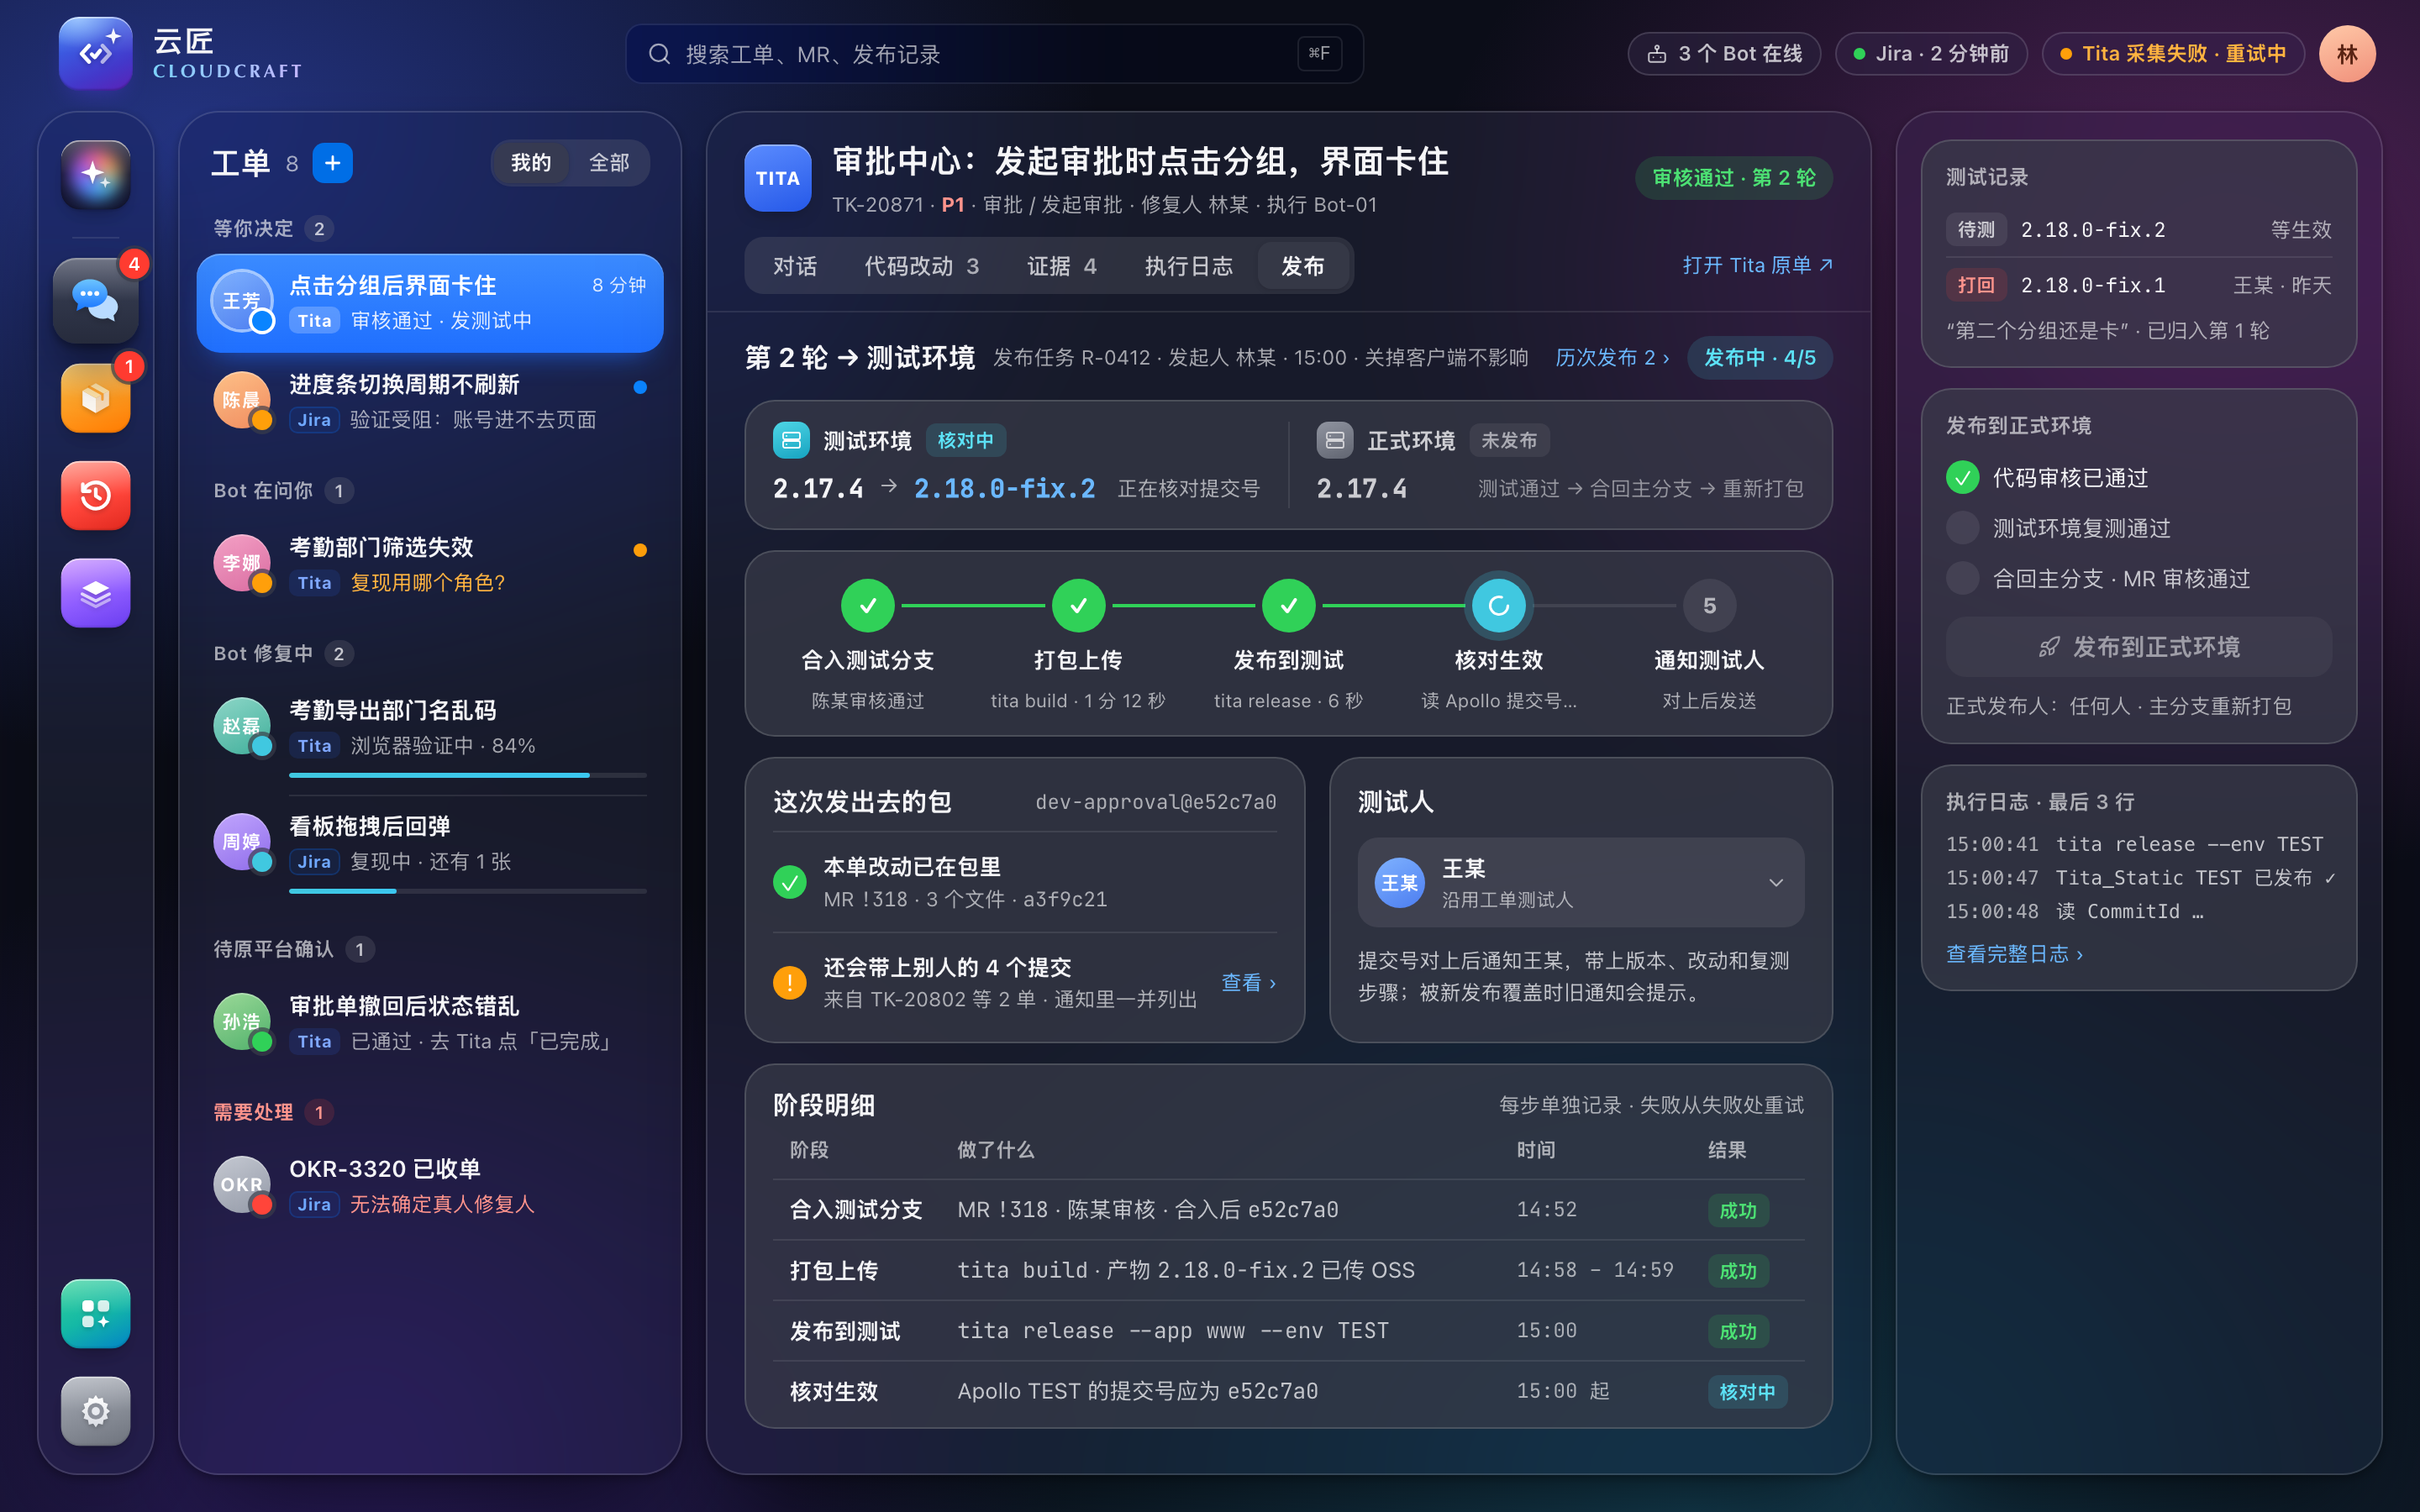 云匠
CLOUDCRAFT
搜索工单、MR、发布记录
⌘F
3 个 Bot 在线
Jira · 2 分钟前
Tita 采集失败 · 重试中
林
4
1
工单 8 +
我的 全部
等你决定 2
王芳
点击分组后界面卡住
8 分钟
Tita 审核通过 · 发测试中
陈晨
进度条切换周期不刷新
Jira 验证受阻：账号进不去页面
Bot 在问你 1
李娜
考勤部门筛选失效
Tita 复现用哪个角色？
Bot 修复中 2
赵磊
考勤导出部门名乱码
Tita 浏览器验证中 · 84%
周婷
看板拖拽后回弹
Jira 复现中 · 还有 1 张
待原平台确认 1
孙浩
审批单撤回后状态错乱
Tita 已通过 · 去 Tita 点「已完成」
需要处理 1
OKR
OKR-3320 已收单
Jira 无法确定真人修复人
TITA
审批中心：发起审批时点击分组，界面卡住
TK-20871 · P1 · 审批 / 发起审批 · 修复人 林某 · 执行 Bot-01
审核通过 · 第 2 轮
对话 代码改动 3 证据 4 执行日志 发布
打开 Tita 原单 ↗
第 2 轮 → 测试环境 发布任务 R-0412 · 发起人 林某 · 15:00 · 关掉客户端不影响 历次发布 2 › 发布中 · 4/5
测试环境 核对中
2.17.4 → 2.18.0-fix.2 正在核对提交号
正式环境 未发布
2.17.4 测试通过 → 合回主分支 → 重新打包
5
合入测试分支 打包上传 发布到测试 核对生效 通知测试人
陈某审核通过 tita build · 1 分 12 秒 tita release · 6 秒 读 Apollo 提交号… 对上后发送
这次发出去的包 dev-approval@e52c7a0
本单改动已在包里
MR !318 · 3 个文件 · a3f9c21
还会带上别人的 4 个提交
来自 TK-20802 等 2 单 · 通知里一并列出
查看 ›
测试人
王某
王某
沿用工单测试人
提交号对上后通知王某，带上版本、改动和复测
步骤；被新发布覆盖时旧通知会提示。
阶段明细 每步单独记录 · 失败从失败处重试
阶段 做了什么 时间 结果
合入测试分支 MR !318 · 陈某审核 · 合入后 e52c7a0 14:52 成功
打包上传 tita build · 产物 2.18.0-fix.2 已传 OSS 14:58 – 14:59 成功
发布到测试 tita release --app www --env TEST 15:00 成功
核对生效 Apollo TEST 的提交号应为 e52c7a0 15:00 起 核对中
测试记录
待测 2.18.0-fix.2 等生效
打回 2.18.0-fix.1 王某 · 昨天
“第二个分组还是卡” · 已归入第 1 轮
发布到正式环境
代码审核已通过
测试环境复测通过
合回主分支 · MR 审核通过
发布到正式环境
正式发布人：任何人 · 主分支重新打包
执行日志 · 最后 3 行
15:00:41 tita release --env TEST
15:00:47 Tita_Static TEST 已发布 ✓
15:00:48 读 CommitId …
查看完整日志 ›